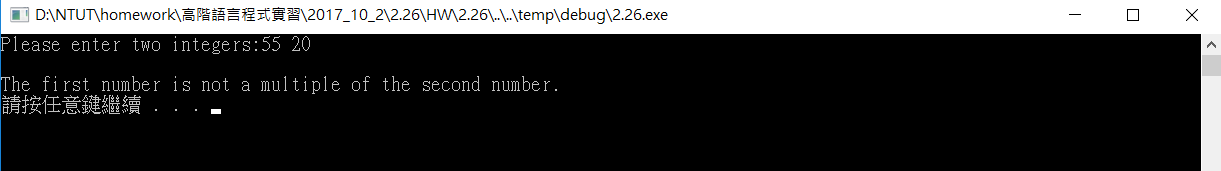 D:\NTUT\homework\高階語言程式實習\2017_10_2\2.26\HW\2.26\..\..\temp\debug\2.26.exe
Please enter two integers:55 20
The first number is not a multiple of the second number.
請按任意鍵繼續 . . .